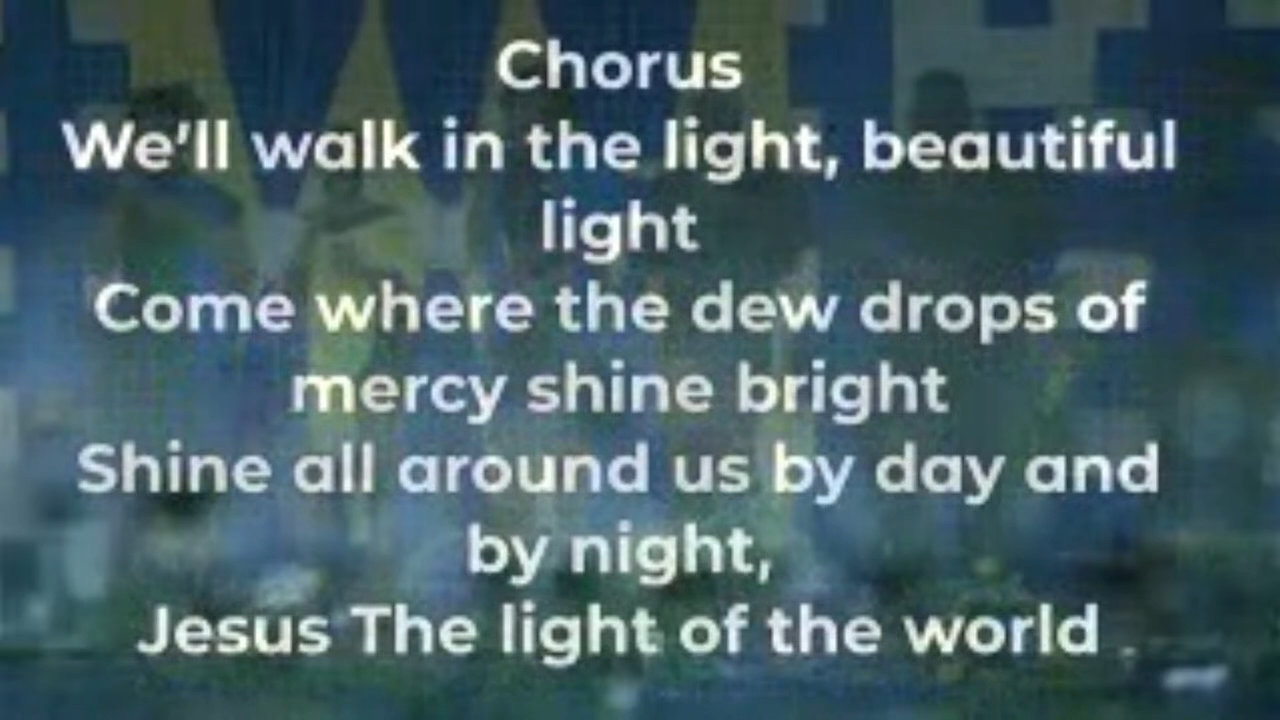 Chorus
We'll walk in the light, beautiful
light
Come where the dew drops of
mercy shine bright
Shine all around us by day and
by night,
Jesus The light of the world